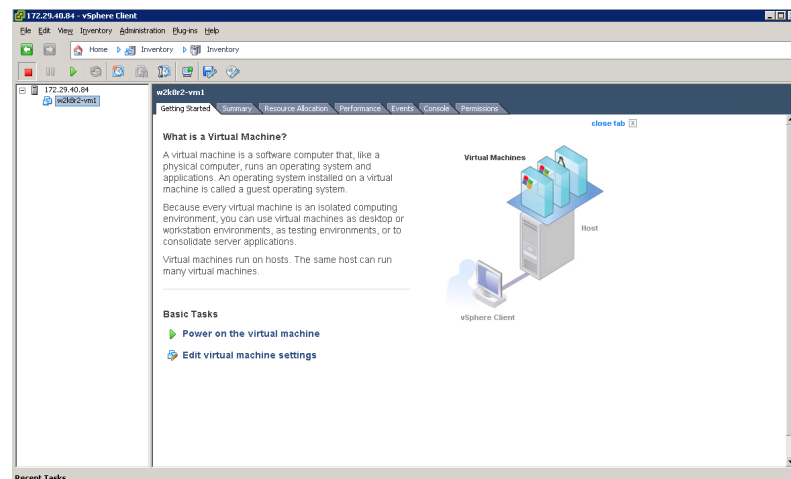 172.29.40.84 - vSphere Client
File Edit View Inventory Administration Plug-ins Help
Home Inventory Inventory
172.29.40.84
w2k8r2-vm1
w2k8r2-vm1
Getting Started Summary Resource Allocation Performance Events Console Permissions
close tab X
What is a Virtual Machine?
A virtual machine is a software computer that, like a
physical computer, runs an operating system and
applications. An operating system installed on a virtual
machine is called a guest operating system.
Because every virtual machine is an isolated computing
environment, you can use virtual machines as desktop or
workstation environments, as testing environments, or to
consolidate server applications.
Virtual machines run on hosts. The same host can run
many virtual machines.
Virtual Machines
Host
vSphere Client
Basic Tasks
Power on the virtual machine
Edit virtual machine settings
Recent Tasks